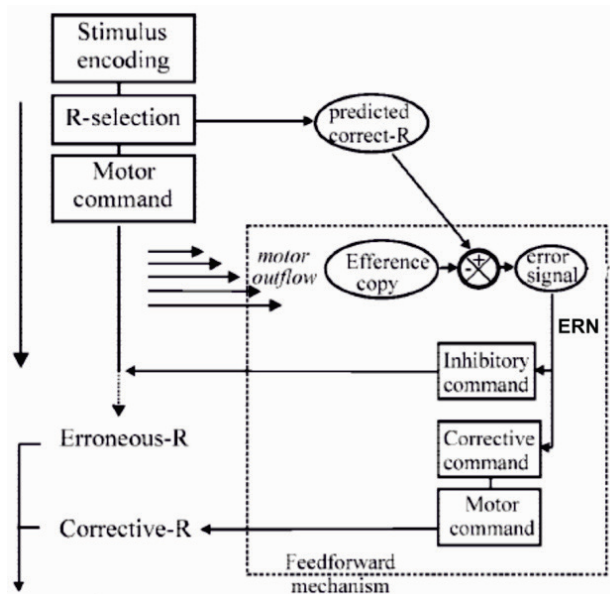 Stimulus
encoding
R-selection
Motor
command
predicted
correct-R
motor
outflow
Efference
copy
+
-
error
signal
ERN
Inhibitory
command
Erroneous-R
Corrective
command
Motor
command
Corrective-R
Feedforward
mechanism